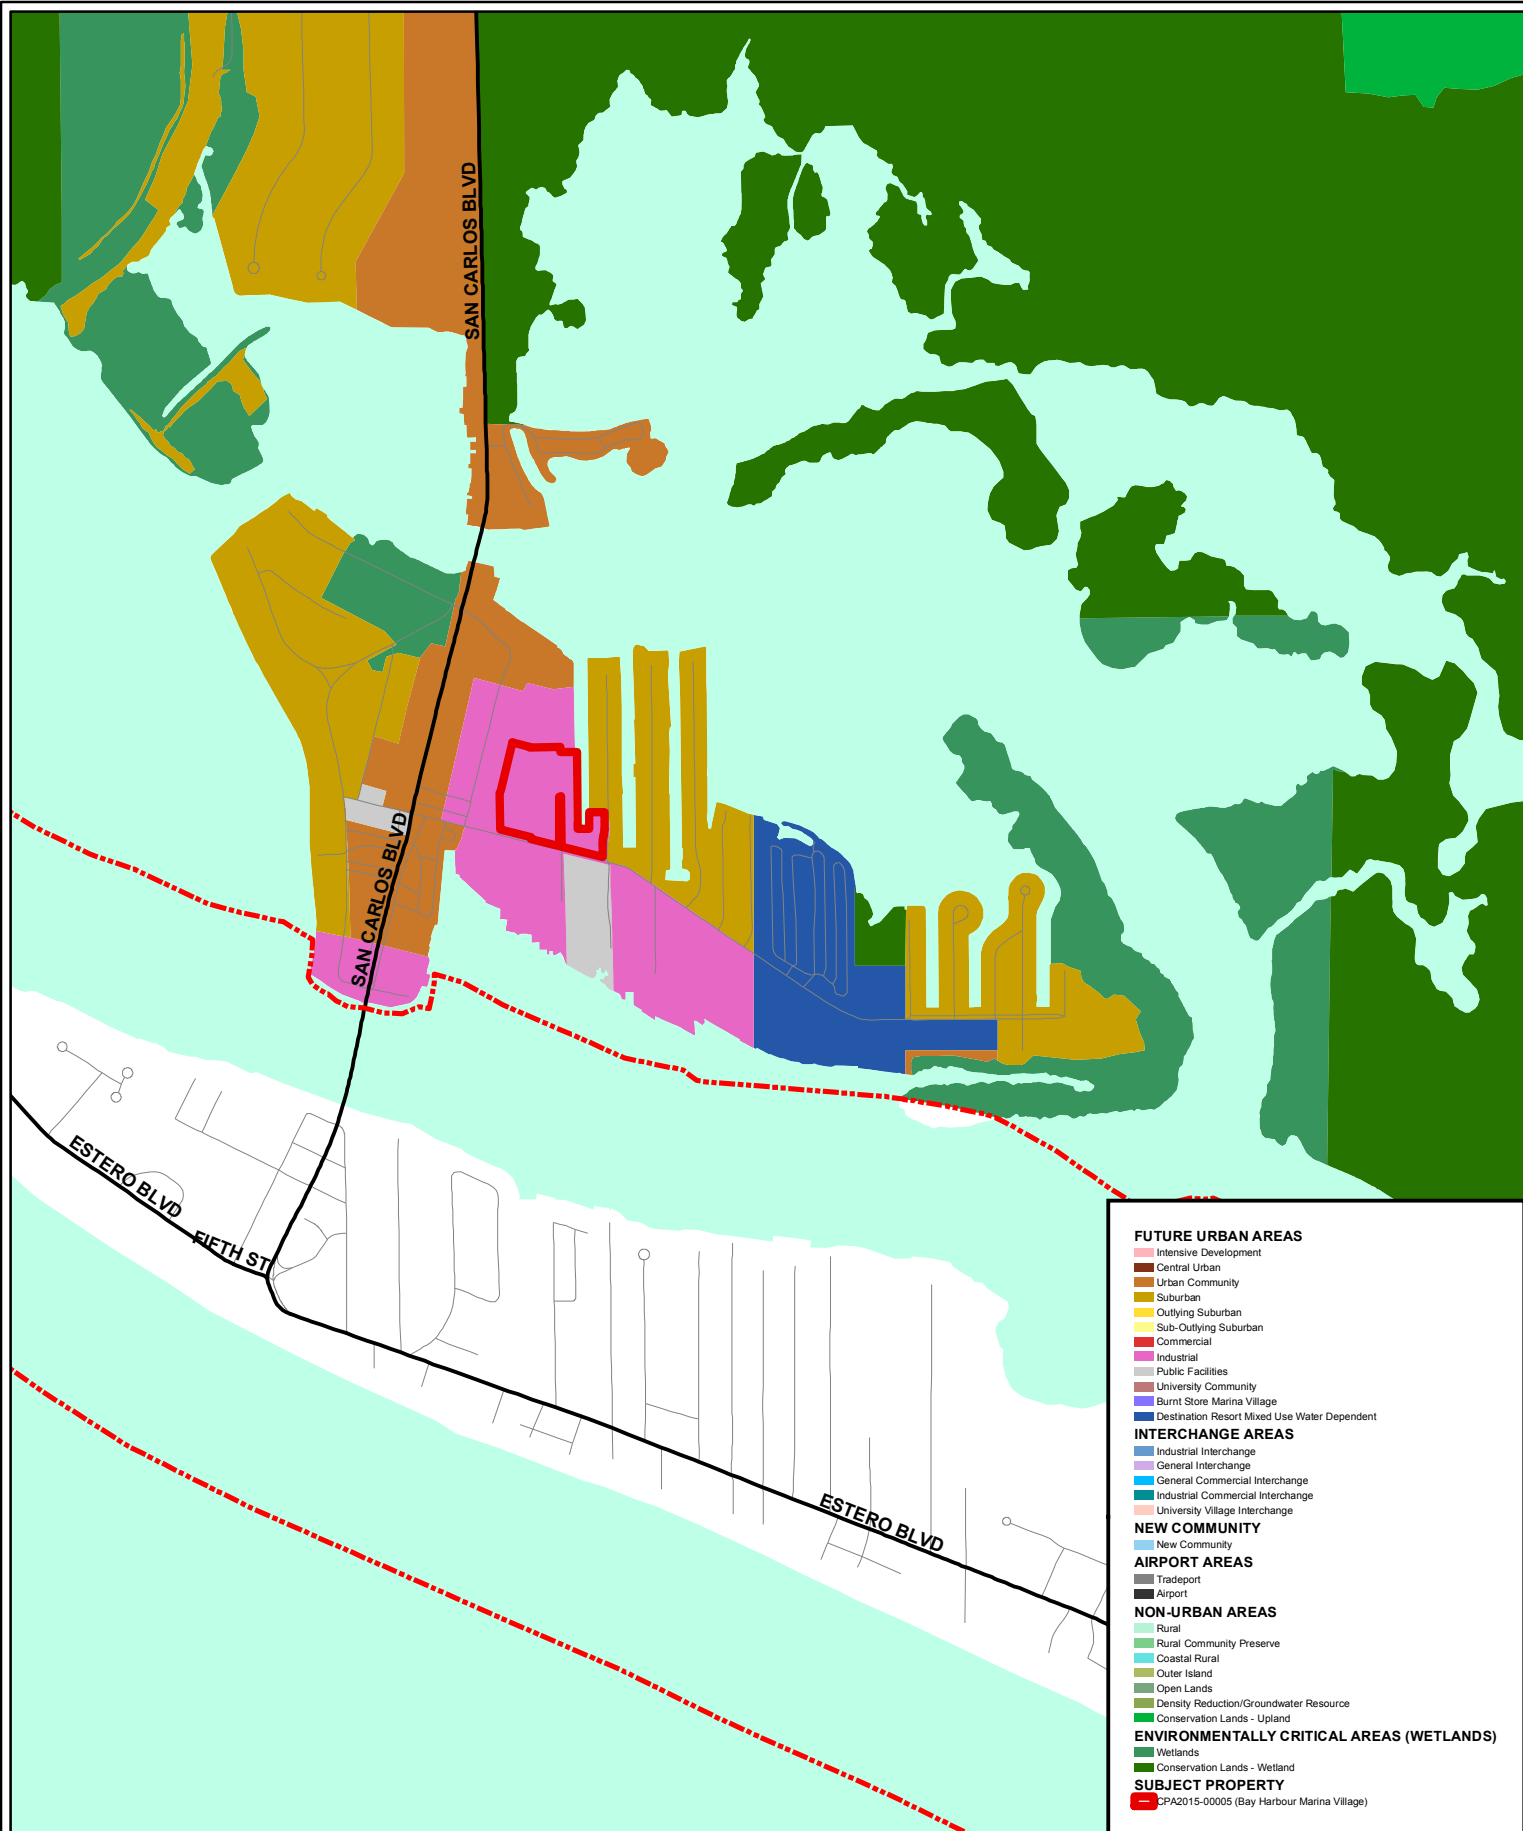 SAN CARLOS BLVD
SAN CARLOS BLVD
ESTERO BLVD
FIFTH ST
ESTERO BLVD
FUTURE URBAN AREAS
Intensive Development
Central Urban
Urban Community
Suburban
Outlying Suburban
Sub-Outlying Suburban
Commercial
Industrial
Public Facilities
University Community
Burnt Store Marina Village
Destination Resort Mixed Use Water Dependent
INTERCHANGE AREAS
Industrial Interchange
General Interchange
General Commercial Interchange
Industrial Commercial Interchange
University Village Interchange
NEW COMMUNITY
New Community
AIRPORT AREAS
Tradeport
Airport
NON-URBAN AREAS
Rural
Rural Community Preserve
Coastal Rural
Outer Island
Open Lands
Density Reduction/Groundwater Resource
Conservation Lands - Upland
ENVIRONMENTALLY CRITICAL AREAS (WETLANDS)
Wetlands
Conservation Lands - Wetland
SUBJECT PROPERTY
CPA2015-00005 (Bay Harbour Marina Village)